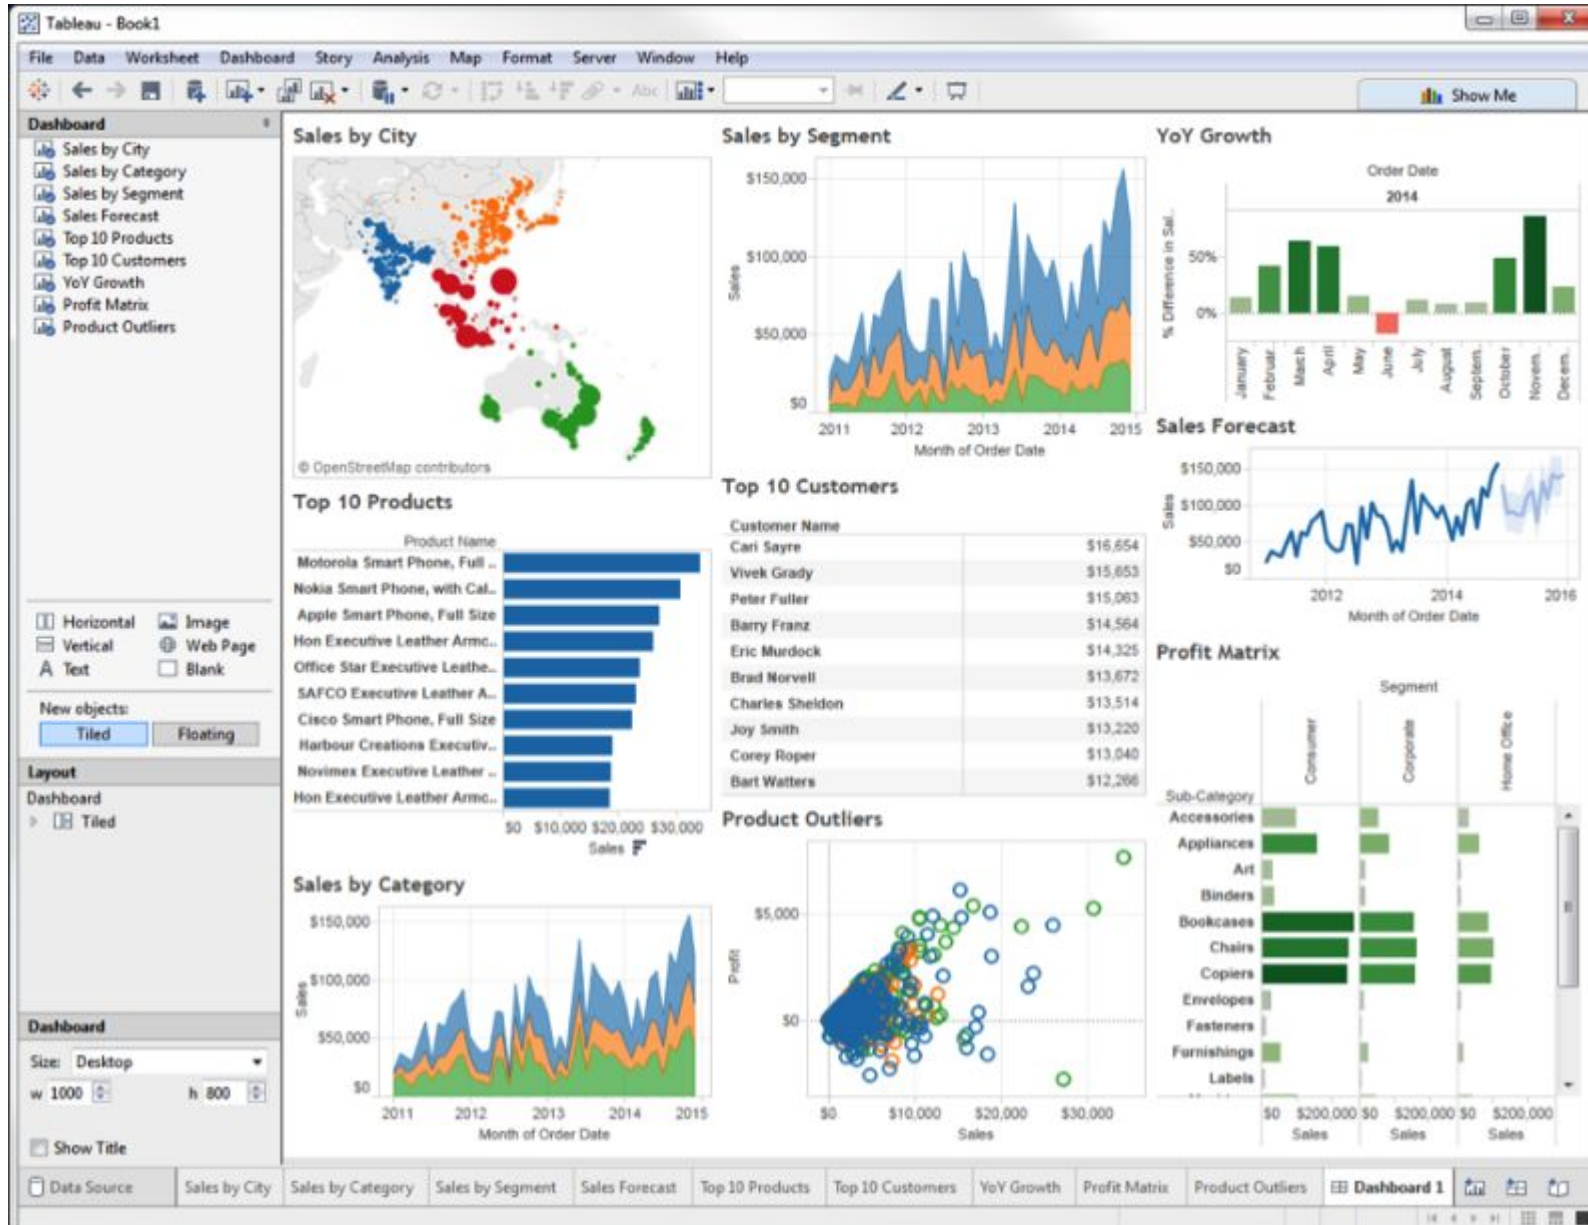 Tableau - Book1
File Data Worksheet Dashboard Story Analysis Map Format Server Window Help
Abc
Show Me
Dashboard
Sales by City
Sales by Category
Sales by Segment
Sales Forecast
Top 10 Products
Top 10 Customers
YoY Growth
Profit Matrix
Product Outliers
Horizontal Image
Vertical Web Page
A Text Blank
New objects:
Tiled Floating
Layout
Dashboard
Tiled
Dashboard
Size: Desktop
w 1000 h 800
Show Title
Sales by City
© OpenStreetMap contributors
Top 10 Products
Product Name
Motorola Smart Phone, Full ..
Nokia Smart Phone, with Cal..
Apple Smart Phone, Full Size
Hon Executive Leather Armc..
Office Star Executive Leathe..
SAFCO Executive Leather A..
Cisco Smart Phone, Full Size
Harbour Creations Executiv..
Novimex Executive Leather ..
Hon Executive Leather Armc..
$0 $10,000 $20,000 $30,000
Sales
Sales by Category
$150,000
$100,000
$50,000
$0
Sales
2011 2012 2013 2014 2015
Month of Order Date
Sales by Segment
$150,000
$100,000
$50,000
$0
Sales
2011 2012 2013 2014 2015
Month of Order Date
Top 10 Customers
Customer Name
Cari Sayre $16,654
Vivek Grady $15,653
Peter Fuller $15,063
Barry Franz $14,564
Eric Murdock $14,325
Brad Norvell $13,672
Charles Sheldon $13,514
Joy Smith $13,220
Corey Roper $13,040
Bart Watters $12,266
Product Outliers
$5,000
$0
Profit
$0 $10,000 $20,000 $30,000
Sales
YoY Growth
Order Date
2014
% Difference in Sal..
50%
0%
January
Februar..
March
April
May
June
July
August
Septem..
October
Novem..
Decem..
Sales Forecast
$150,000
$100,000
$50,000
$0
Sales
2012 2014 2016
Month of Order Date
Profit Matrix
Segment
Consumer
Corporate
Home Office
Sub-Category
Accessories
Appliances
Art
Binders
Bookcases
Chairs
Copiers
Envelopes
Fasteners
Furnishings
Labels
$0 $200,000 $0 $200,000 $0 $200,000
Sales Sales Sales
Data Source Sales by City Sales by Category Sales by Segment Sales Forecast Top 10 Products Top 10 Customers YoY Growth Profit Matrix Product Outliers Dashboard 1